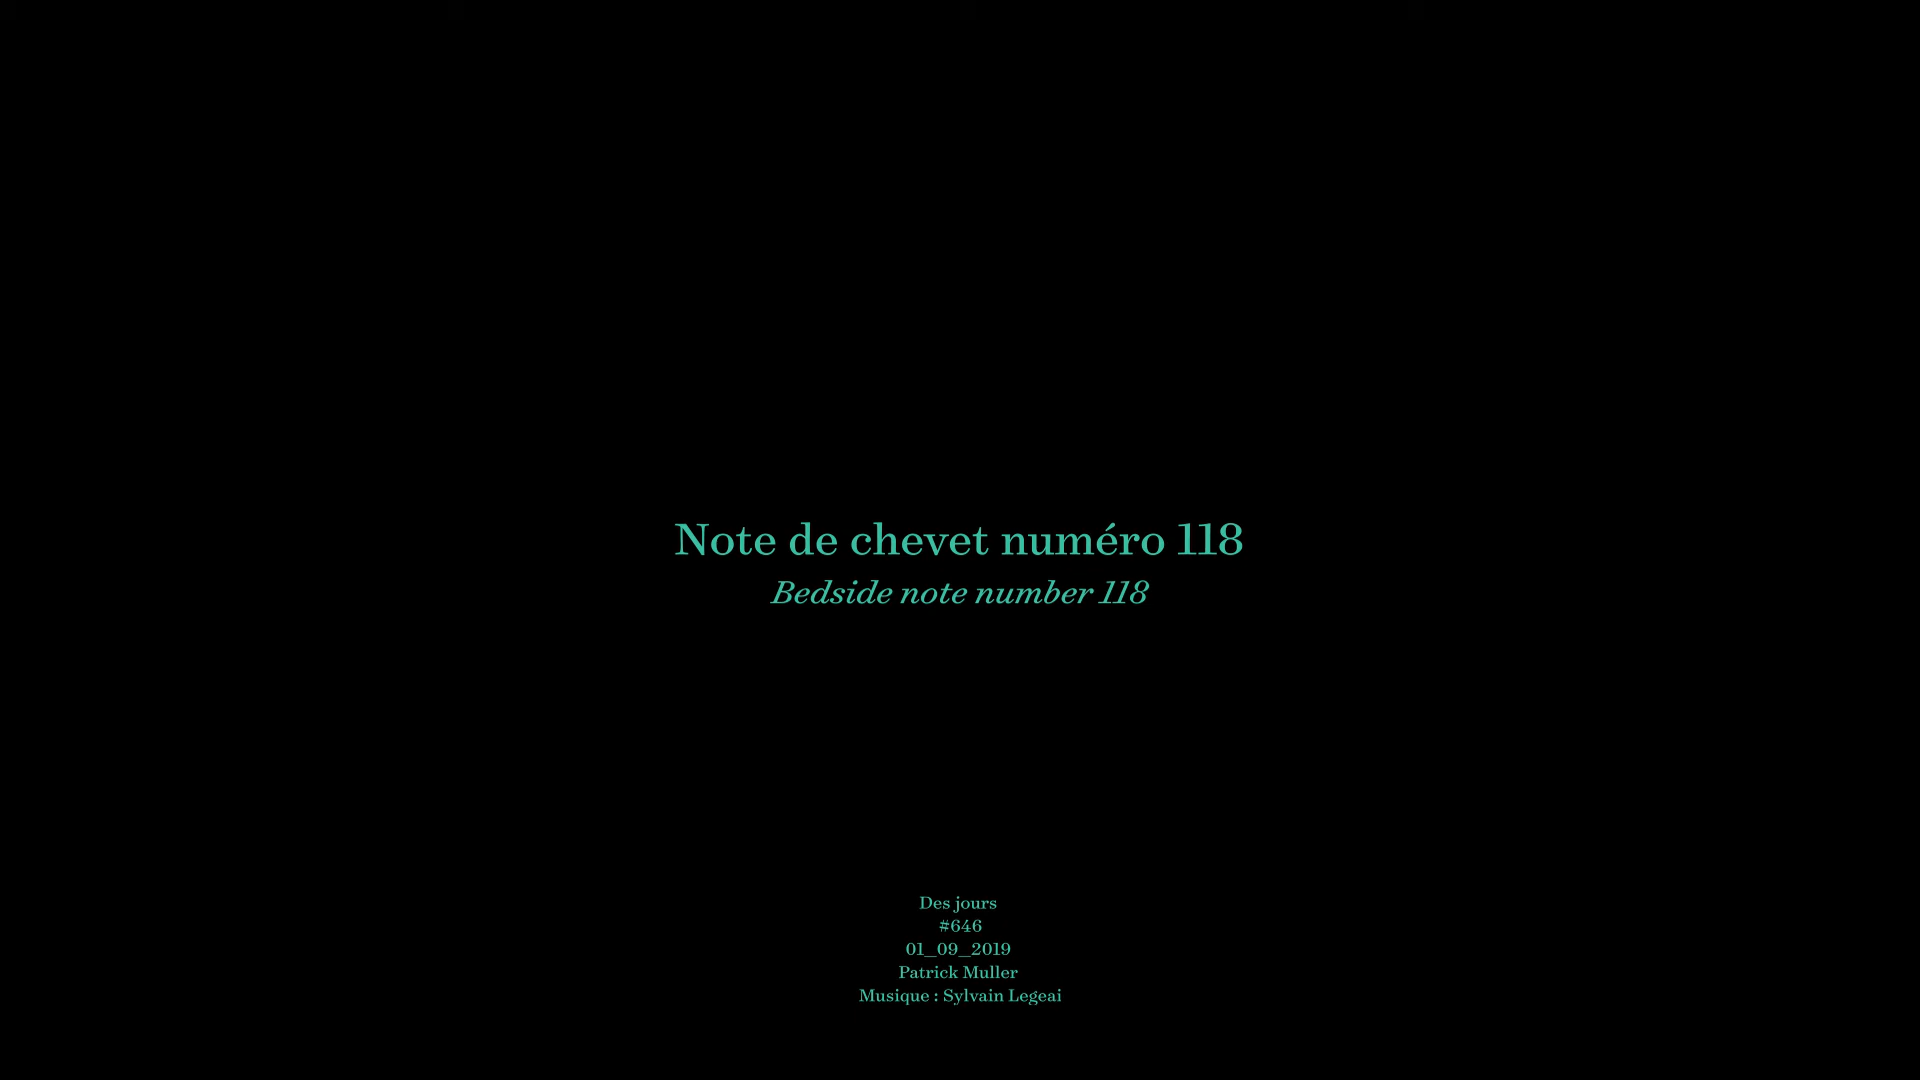 Note de chevet numéro 118
Bedside note number 118
Des jours
#646
01_09_2019
Patrick Muller
Musique : Sylvain Legeai